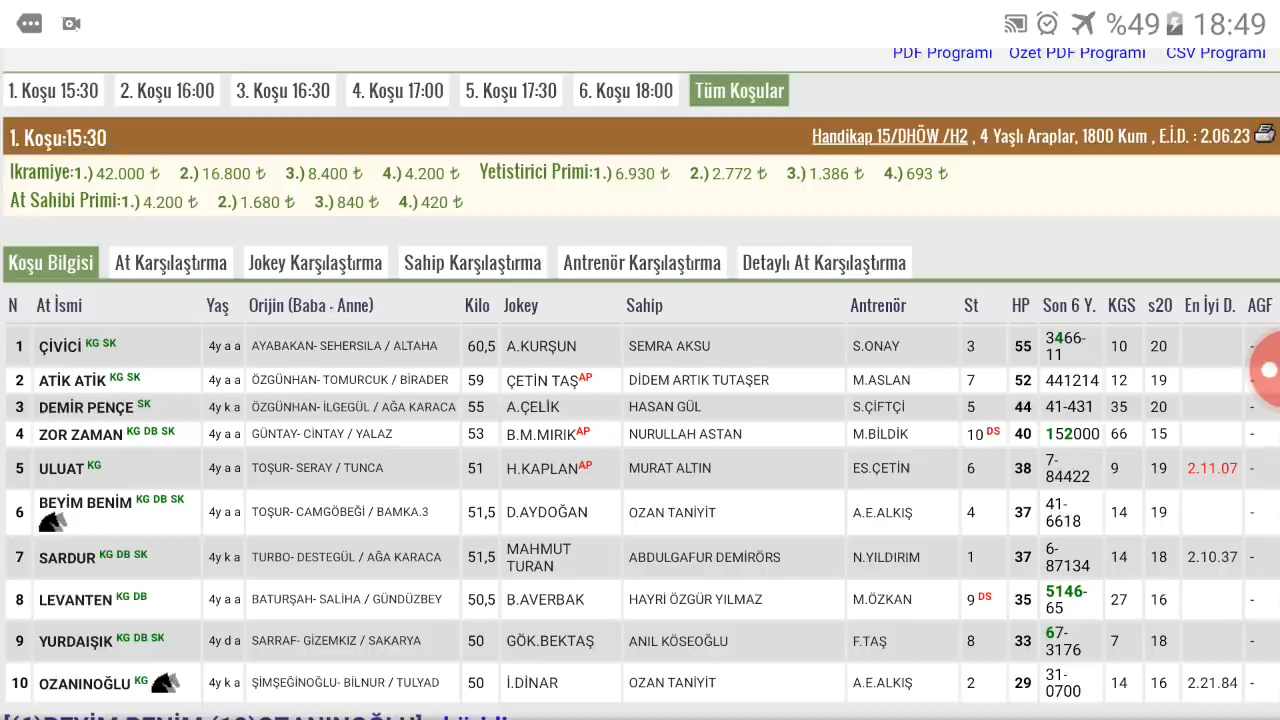 %49 18:49
PDF Programı Özet PDF Programı CSV Programı
1. Koşu 15:30 2. Koşu 16:00 3. Koşu 16:30 4. Koşu 17:00 5. Koşu 17:30 6. Koşu 18:00 Tüm Koşular
1. Koşu:15:30 Handikap 15/DHÖW /H2 , 4 Yaşlı Araplar, 1800 Kum , E.İ.D. : 2.06.23
Ikramiye:1.) 42.000 ₺ 2.) 16.800 ₺ 3.) 8.400 ₺ 4.) 4.200 ₺ Yetistirici Primi:1.) 6.930 ₺ 2.) 2.772 ₺ 3.) 1.386 ₺ 4.) 693 ₺
At Sahibi Primi:1.) 4.200 ₺ 2.) 1.680 ₺ 3.) 840 ₺ 4.) 420 ₺
Koşu Bilgisi At Karşılaştırma Jokey Karşılaştırma Sahip Karşılaştırma Antrenör Karşılaştırma Detaylı At Karşılaştırma
N At İsmi Yaş Orijin (Baba - Anne) Kilo Jokey Sahip Antrenör St HP Son 6 Y. KGS s20 En İyi D. AGF
1 ÇİVİCİ KG SK 4y a a AYABAKAN- SEHERSILA / ALTAHA 60,5 A.KURŞUN SEMRA AKSU S.ONAY 3 55 3466-11 10 20 -
2 ATİK ATİK KG SK 4y a a ÖZGÜNHAN- TOMURCUK / BİRADER 59 ÇETİN TAŞ AP DİDEM ARTIK TUTAŞER M.ASLAN 7 52 441214 12 19
3 DEMİR PENÇE SK 4y k a ÖZGÜNHAN- İLGEGÜL / AĞA KARACA 55 A.ÇELİK HASAN GÜL S.ÇİFTÇİ 5 44 41-431 35 20 -
4 ZOR ZAMAN KG DB SK 4y a a GÜNTAY- CİNTAY / YALAZ 53 B.M.MIRIK AP NURULLAH ASTAN M.BİLDİK 10 DS 40 152000 66 15 -
5 ULUAT KG 4y a a TOŞUR- SERAY / TUNCA 51 H.KAPLAN AP MURAT ALTIN ES.ÇETİN 6 38 7-84422 9 19 2.11.07 -
6 BEYİM BENİM KG DB SK 4y a a TOŞUR- CAMGÖBEĞİ / BAMKA.3 51,5 D.AYDOĞAN OZAN TANİYİT A.E.ALKIŞ 4 37 41-6618 14 19 -
7 SARDUR KG DB SK 4y k a TURBO- DESTEGÜL / AĞA KARACA 51,5 MAHMUT TURAN ABDULGAFUR DEMİRÖRS N.YILDIRIM 1 37 6-87134 14 18 2.10.37 -
8 LEVANTEN KG DB 4y a a BATURŞAH- SALİHA / GÜNDÜZBEY 50,5 B.AVERBAK HAYRİ ÖZGÜR YILMAZ M.ÖZKAN 9 DS 35 5146-65 27 16 -
9 YURDAIŞIK KG DB SK 4y d a SARRAF- GİZEMKIZ / SAKARYA 50 GÖK.BEKTAŞ ANIL KÖSEOĞLU F.TAŞ 8 33 67-3176 7 18 -
10 OZANINOĞLU KG 4y k a ŞİMŞEĞİNOĞLU- BİLNUR / TULYAD 50 İ.DİNAR OZAN TANİYİT A.E.ALKIŞ 2 29 31-0700 14 16 2.21.84 -
[(6)BEYİM BENİM,(10)OZANINOĞLU]